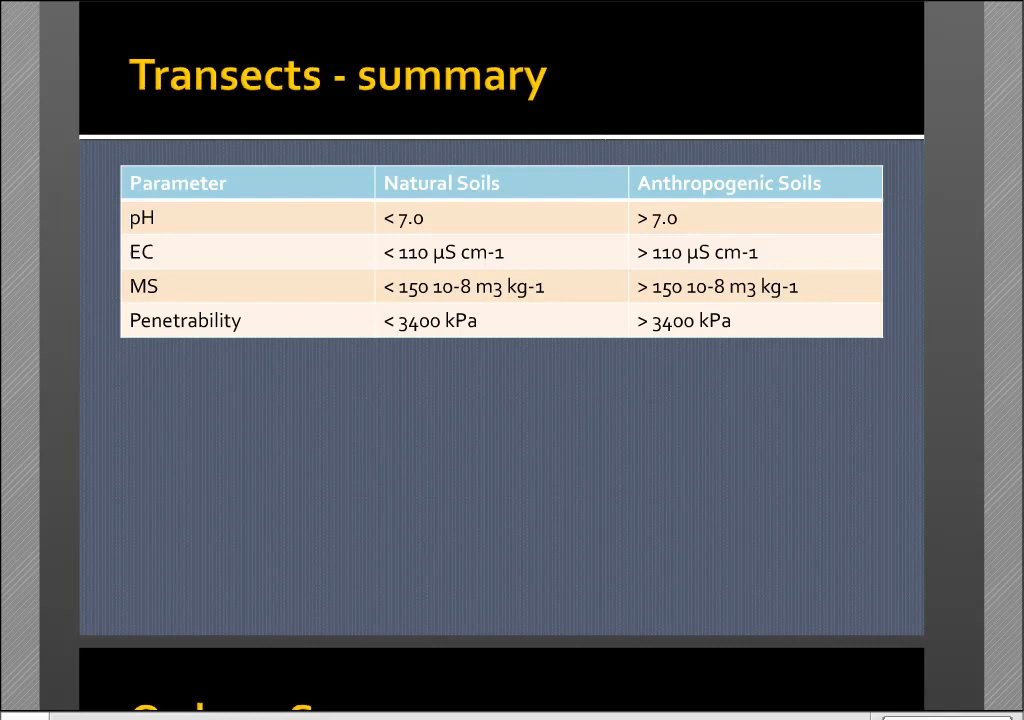 Transects - summary
Parameter Natural Soils Anthropogenic Soils
pH < 7.0 > 7.0
EC < 110 µS cm-1 > 110 µS cm-1
MS < 150 10-8 m3 kg-1 > 150 10-8 m3 kg-1
Penetrability < 3400 kPa > 3400 kPa